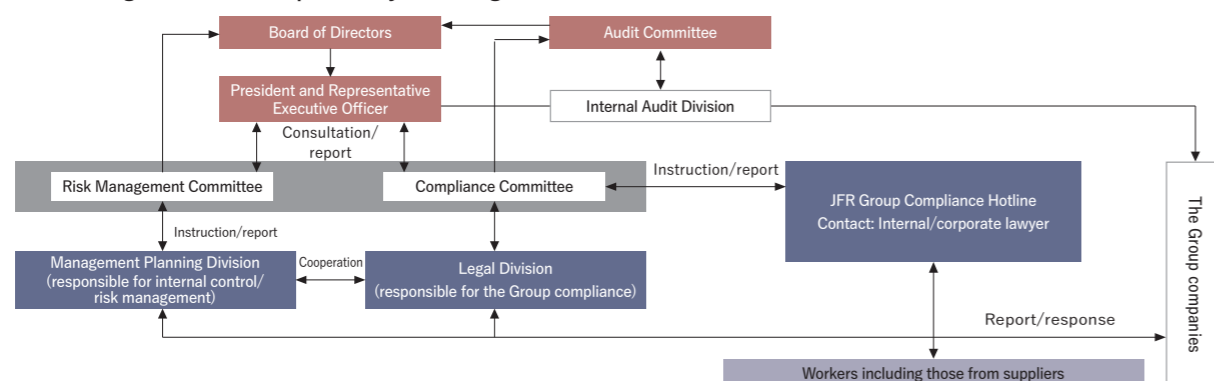 Board of Directors
Audit Committee
President and Representative
Executive Officer
Internal Audit Division
Consultation/
report
Risk Management Committee
Compliance Committee
Instruction/report
JFR Group Compliance Hotline
Contact: Internal/corporate lawyer
The Group companies
Instruction/report
Management Planning Division
(responsible for internal control/
risk management)
Cooperation
Legal Division
(responsible for the Group compliance)
Report/response
Workers including those from suppliers